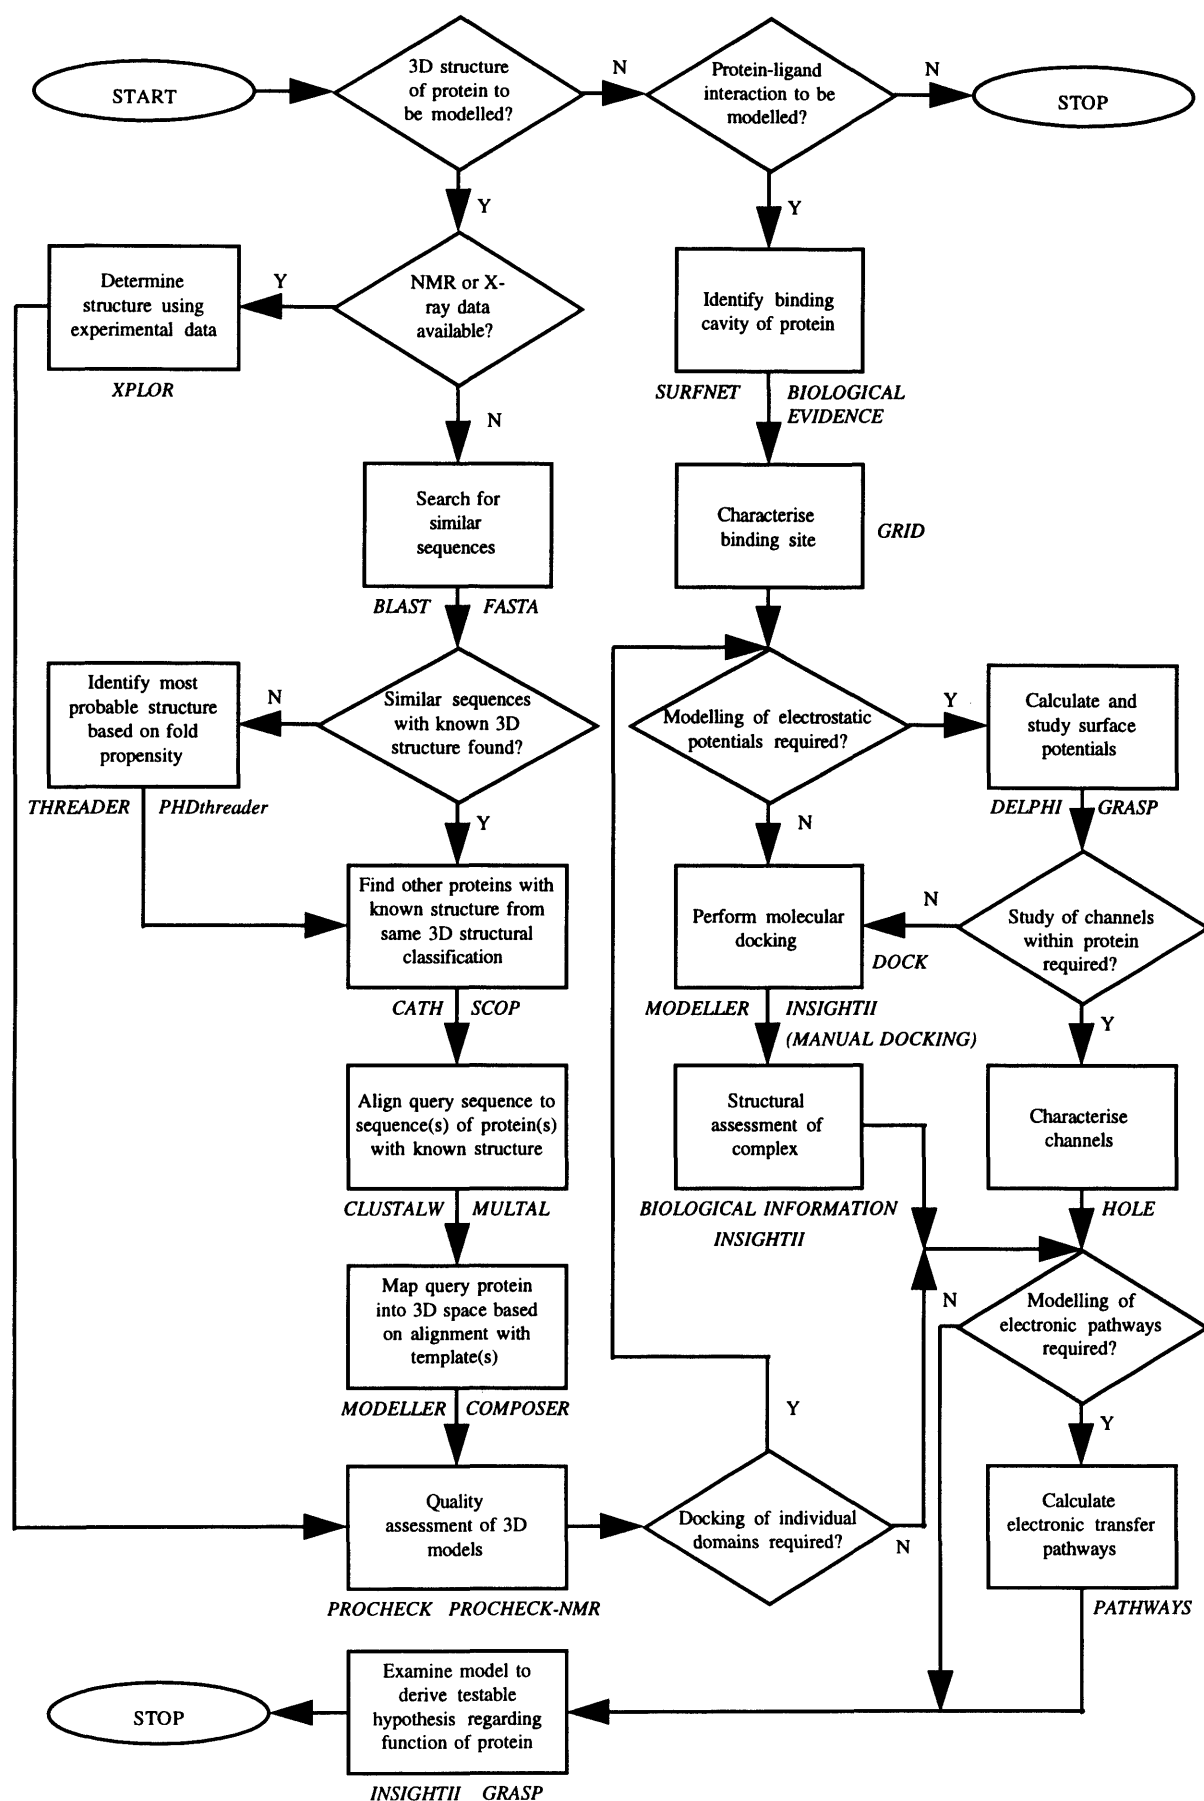 START
3D structure
of protein to
be modelled?
N
Protein-ligand
interaction to be
modelled?
N
STOP
Y
Y
Determine
structure using
experimental data
XPLOR
Y
NMR or X-
ray data
available?
N
Identify binding
cavity of protein
SURFNET
BIOLOGICAL
EVIDENCE
Search for
similar
sequences
BLAST
FASTA
Characterise
binding site
GRID
Identify most
probable structure
based on fold
propensity
THREADER
PHDthreader
N
Similar sequences
with known 3D
structure found?
Y
Modelling of electrostatic
potentials required?
Y
N
Calculate and
study surface
potentials
DELPHI
GRASP
Find other proteins with
known structure from
same 3D structural
classification
CATH
SCOP
Perform molecular
docking
DOCK
MODELLER
INSIGHTII
(MANUAL DOCKING)
N
Study of channels
within protein
required?
Y
Align query sequence to
sequence(s) of protein(s)
with known structure
CLUSTALW
MULTAL
Structural
assessment of
complex
BIOLOGICAL INFORMATION
INSIGHTII
Characterise
channels
HOLE
Map query protein
into 3D space based
on alignment with
template(s)
MODELLER
COMPOSER
N
Modelling of
electronic pathways
required?
Y
Y
Quality
assessment of 3D
models
PROCHECK
PROCHECK-NMR
Docking of individual
domains required?
N
Calculate
electronic transfer
pathways
PATHWAYS
STOP
Examine model to
derive testable
hypothesis regarding
function of protein
INSIGHTII
GRASP